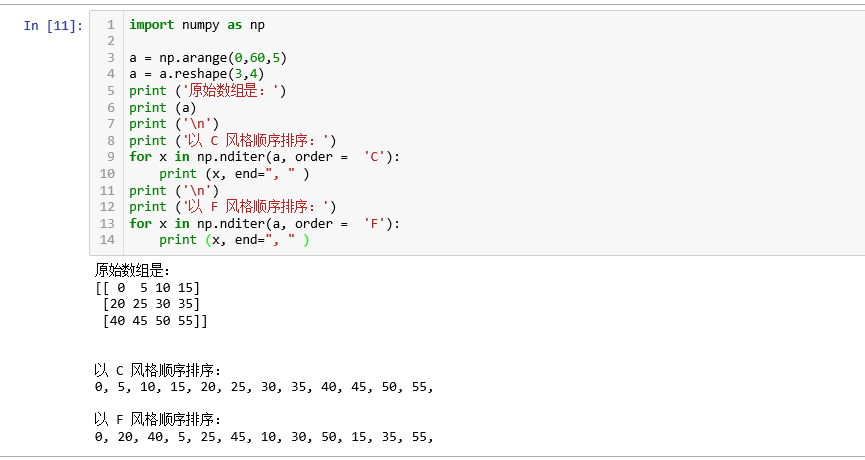 In [11]:
1 import numpy as np
2
3 a = np.arange(0,60,5)
4 a = a.reshape(3,4)
5 print ('原始数组是：')
6 print (a)
7 print ('\n')
8 print ('以 C 风格顺序排序：')
9 for x in np.nditer(a, order =  'C'):
10     print (x, end=", " )
11 print ('\n')
12 print ('以 F 风格顺序排序：')
13 for x in np.nditer(a, order =  'F'):
14     print (x, end=", " )
原始数组是：
[[ 0  5 10 15]
 [20 25 30 35]
 [40 45 50 55]]
以 C 风格顺序排序：
0, 5, 10, 15, 20, 25, 30, 35, 40, 45, 50, 55,
以 F 风格顺序排序：
0, 20, 40, 5, 25, 45, 10, 30, 50, 15, 35, 55,